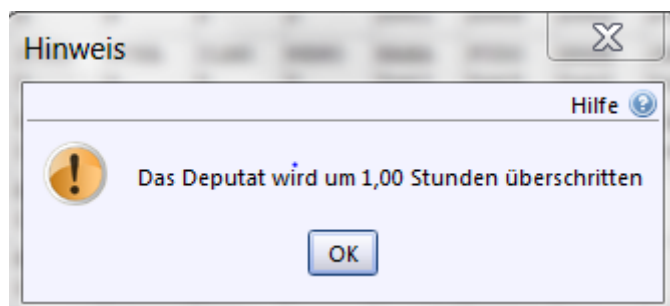 Hinweis
Hilfe
Das Deputat wird um 1,00 Stunden überschritten
OK